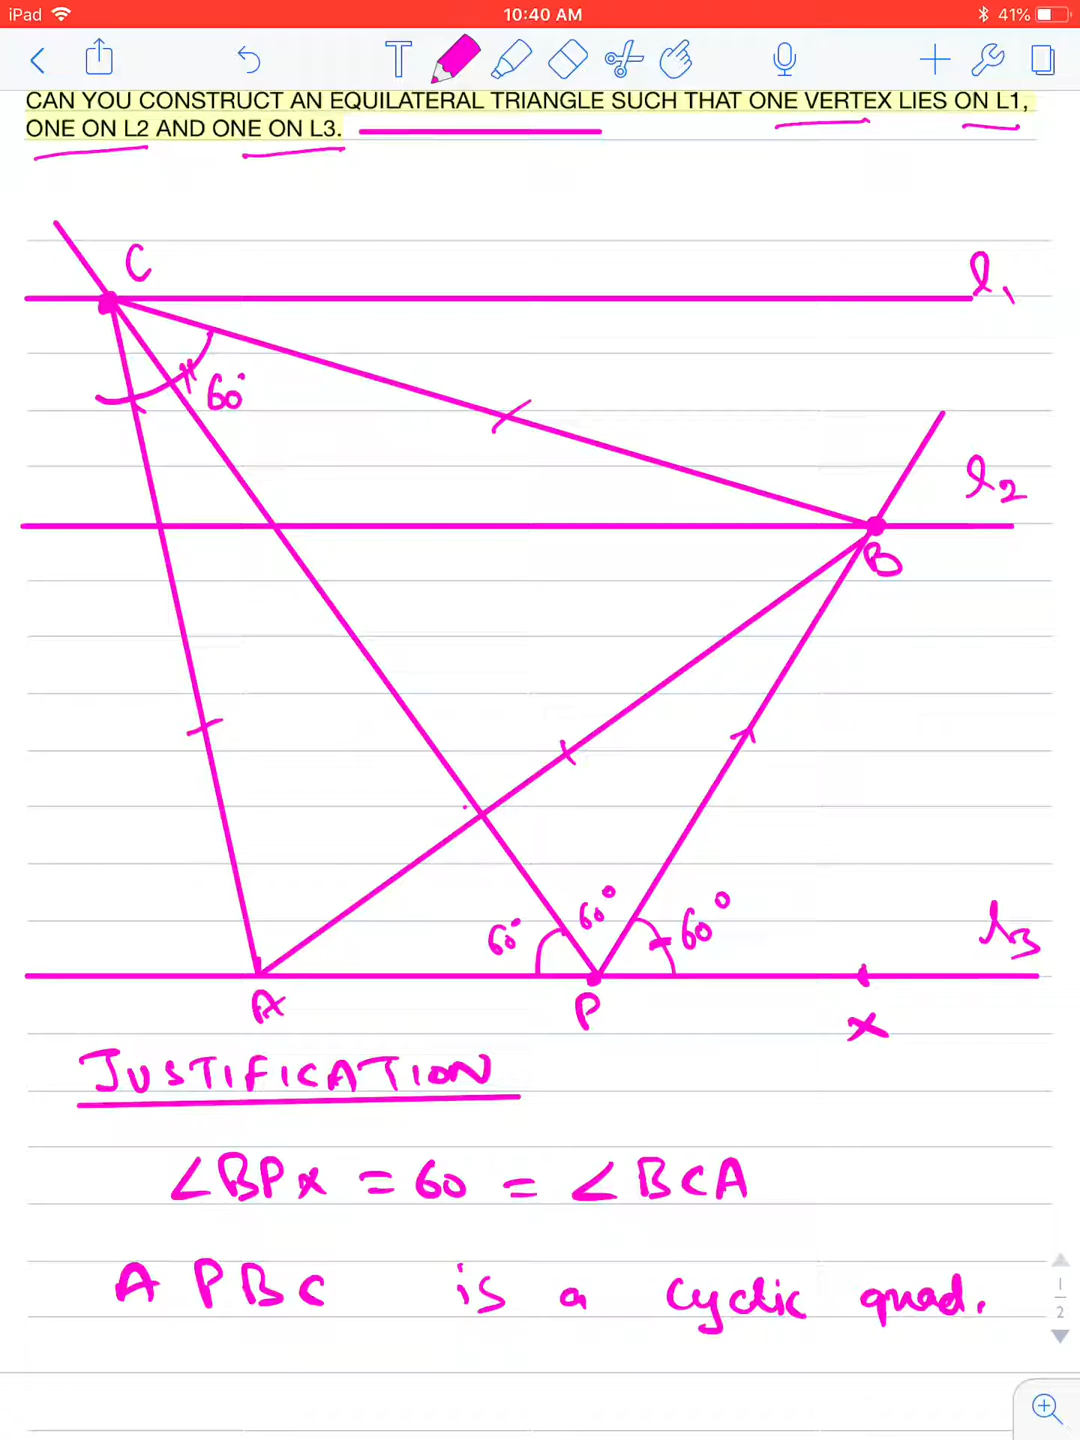 iPad 10:40 AM 41%
T
CAN YOU CONSTRUCT AN EQUILATERAL TRIANGLE SUCH THAT ONE VERTEX LIES ON L1,
ONE ON L2 AND ONE ON L3.
C
l1
60°
l2
B
60° 60° 60°
l3
A P x
JUSTIFICATION
∠BPx = 60 = ∠BCA
A P B C is a cyclic quad.
1
2